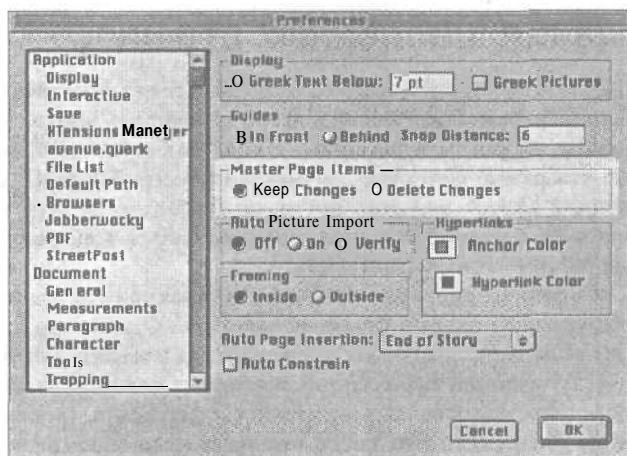 Preferences
Application
Display
Interactive
Save
XTensions Manager
avenue.quark
File List
Default Path
Browsers
Jabberwocky
PDF
StreetPost
Document
General
Measurements
Paragraph
Character
Tools
Trapping
Display
Greek Text Below: 7 pt
Greek Pictures
Guides
In Front Behind Snap Distance: 6
Master Page Items
Keep Changes Delete Changes
Auto Picture Import
Off On Verify
Hyperlinks
Anchor Color
Hyperlink Color
Framing
Inside Outside
Auto Page Insertion: End of Story
Auto Constrain
Cancel OK